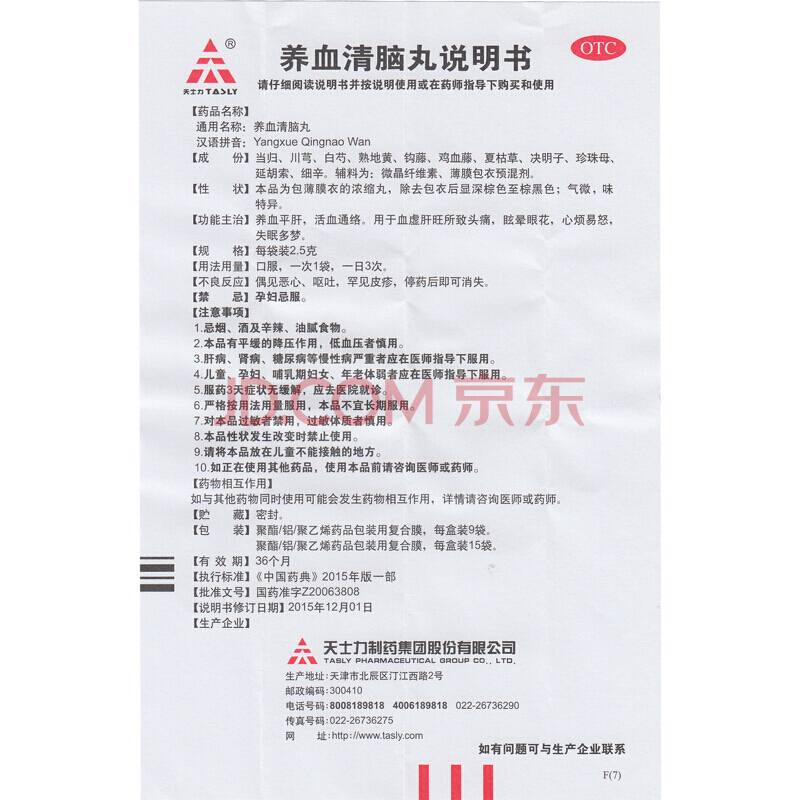 养血清脑丸说明书
OTC
®
天士力 TASLY
请仔细阅读说明书并按说明使用或在药师指导下购买和使用
【药品名称】
通用名称：养血清脑丸
汉语拼音：Yangxue Qingnao Wan
【成　　份】当归、川芎、白芍、熟地黄、钩藤、鸡血藤、夏枯草、决明子、珍珠母、
延胡索、细辛。辅料为：微晶纤维素、薄膜包衣预混剂。
【性　　状】本品为包薄膜衣的浓缩丸，除去包衣后显深棕色至棕黑色；气微，味
特异。
【功能主治】养血平肝，活血通络。用于血虚肝旺所致头痛，眩晕眼花，心烦易怒，
失眠多梦。
【规　　格】每袋装2.5克
【用法用量】口服，一次1袋，一日3次。
【不良反应】偶见恶心、呕吐，罕见皮疹，停药后即可消失。
【禁　　忌】孕妇忌服。
【注意事项】
1.忌烟、酒及辛辣、油腻食物。
2.本品有平缓的降压作用，低血压者慎用。
3.肝病、肾病、糖尿病等慢性病严重者应在医师指导下服用。
4.儿童、孕妇、哺乳期妇女、年老体弱者应在医师指导下服用。
5.服药3天症状无缓解，应去医院就诊。
6.严格按用法用量服用，本品不宜长期服用。
7.对本品过敏者禁用，过敏体质者慎用。
8.本品性状发生改变时禁止使用。
9.请将本品放在儿童不能接触的地方。
10.如正在使用其他药品，使用本品前请咨询医师或药师。
JD.COM 京东
【药物相互作用】
如与其他药物同时使用可能会发生药物相互作用，详情请咨询医师或药师。
【贮　　藏】密封。
【包　　装】聚酯/铝/聚乙烯药品包装用复合膜，每盒装9袋。
聚酯/铝/聚乙烯药品包装用复合膜，每盒装15袋。
【有 效 期】36个月
【执行标准】《中国药典》2015年版一部
【批准文号】国药准字Z20063808
【说明书修订日期】2015年12月01日
【生产企业】
天士力制药集团股份有限公司
TASLY PHARMACEUTICAL GROUP CO., LTD.
生产地址:天津市北辰区汀江西路2号
邮政编码:300410
电话号码:8008189818 4006189818 022-26736290
传真号码:022-26736275
网　　址:http://www.tasly.com
如有问题可与生产企业联系
F(7)